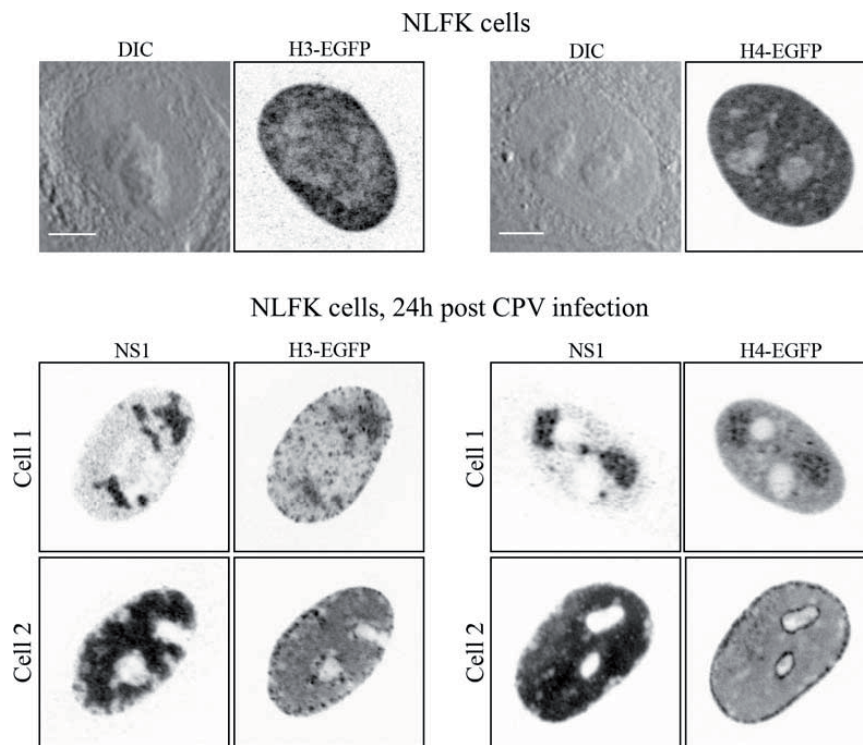 NLFK cells
DIC H3-EGFP DIC H4-EGFP
NLFK cells, 24h post CPV infection
NS1 H3-EGFP NS1 H4-EGFP
Cell 1 Cell 1
Cell 2 Cell 2